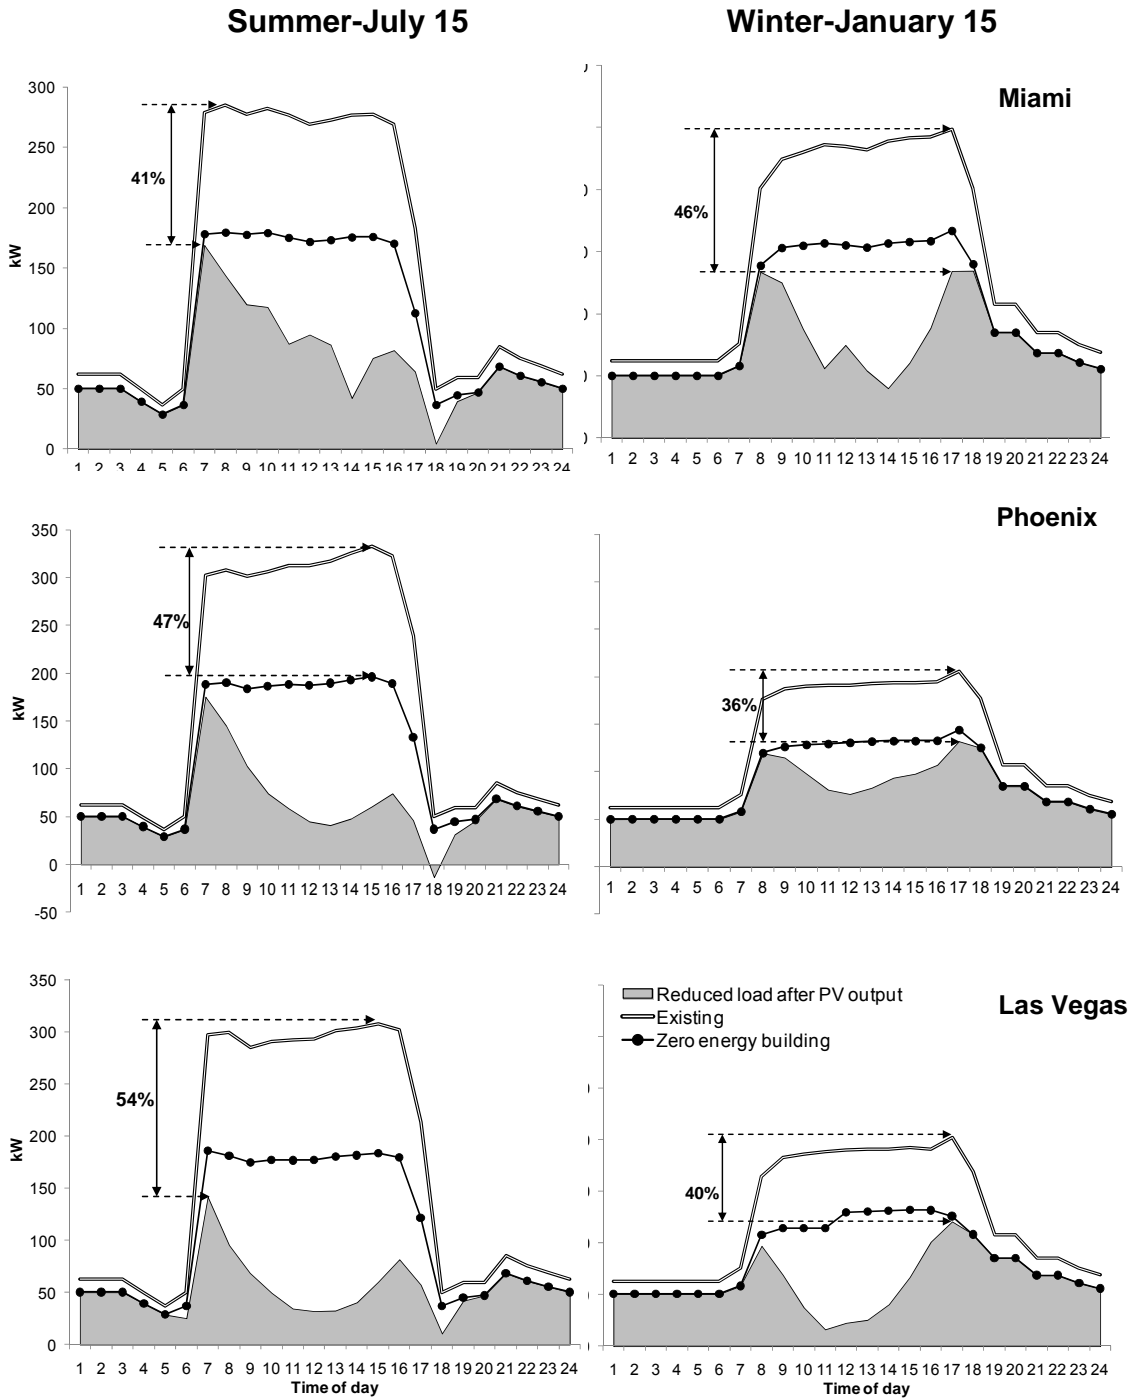 Summer-July 15
Winter-January 15
Miami
300
250
200
150
100
50
0
kW
41%
46%
1 2 3 4 5 6 7 8 9 10 11 12 13 14 15 16 17 18 19 20 21 22 23 24
1 2 3 4 5 6 7 8 9 10 11 12 13 14 15 16 17 18 19 20 21 22 23 24
Phoenix
350
300
250
200
150
100
50
0
-50
kW
47%
36%
1 2 3 4 5 6 7 8 9 10 11 12 13 14 15 16 17 18 19 20 21 22 23 24
1 2 3 4 5 6 7 8 9 10 11 12 13 14 15 16 17 18 19 20 21 22 23 24
Las Vegas
Reduced load after PV output
Existing
Zero energy building
350
300
250
200
150
100
50
0
kW
54%
40%
1 2 3 4 5 6 7 8 9 10 11 12 13 14 15 16 17 18 19 20 21 22 23 24
1 2 3 4 5 6 7 8 9 10 11 12 13 14 15 16 17 18 19 20 21 22 23 24
Time of day
Time of day